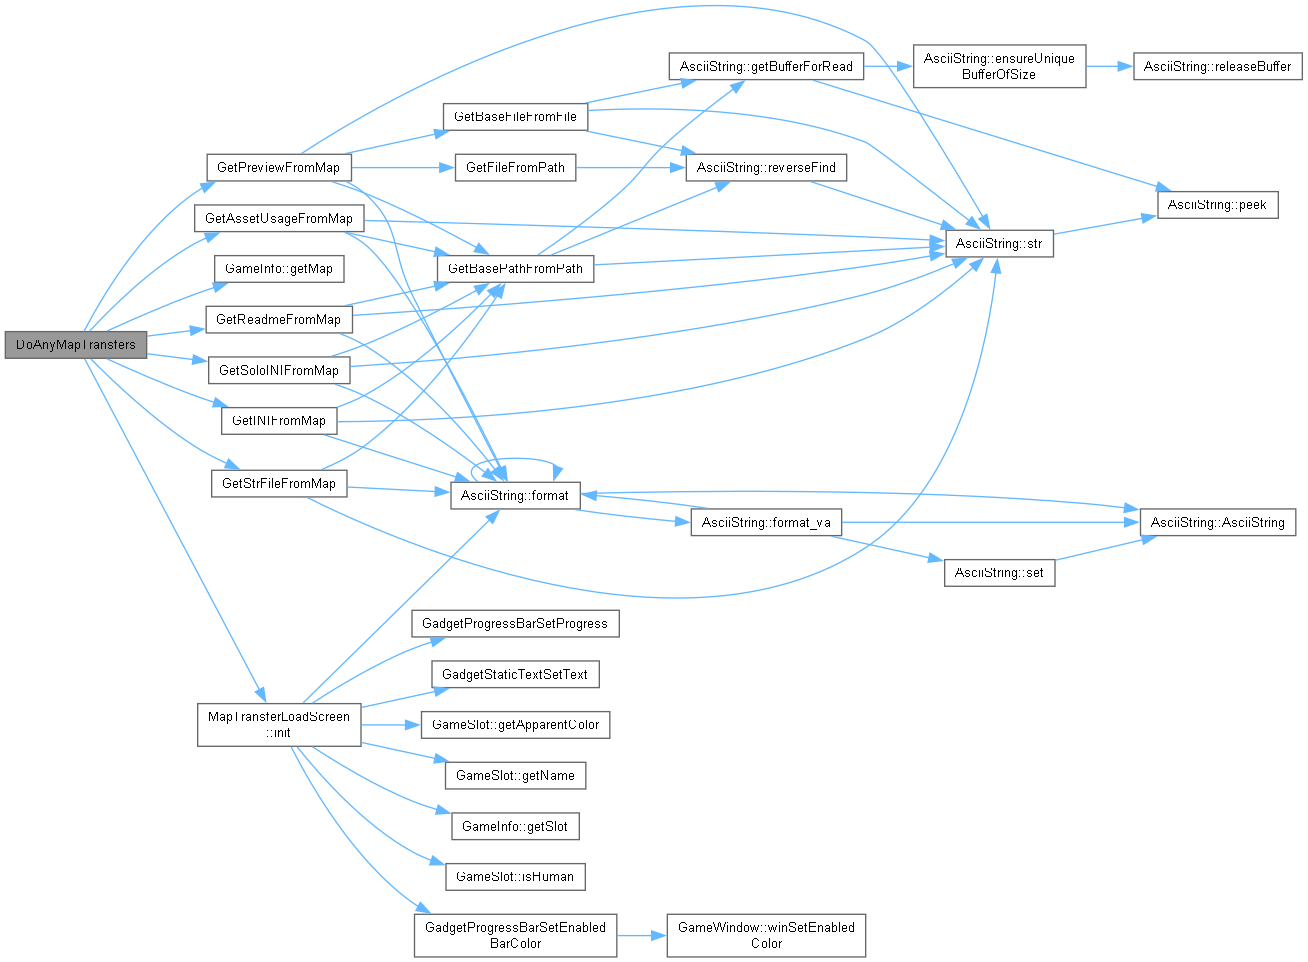 DoAnyMapTransfers
GetPreviewFromMap
GetAssetUsageFromMap
GameInfo::getMap
GetReadmeFromMap
GetSoloINIFromMap
GetINIFromMap
GetStrFileFromMap
MapTransferLoadScreen
::init
GetBaseFileFromFile
GetFileFromPath
GetBasePathFromPath
AsciiString::format
GadgetProgressBarSetProgress
GadgetStaticTextSetText
GameSlot::getApparentColor
GameSlot::getName
GameInfo::getSlot
GameSlot::isHuman
GadgetProgressBarSetEnabled
BarColor
AsciiString::getBufferForRead
AsciiString::reverseFind
AsciiString::format_va
GameWindow::winSetEnabled
Color
AsciiString::ensureUnique
BufferOfSize
AsciiString::str
AsciiString::set
AsciiString::releaseBuffer
AsciiString::peek
AsciiString::AsciiString